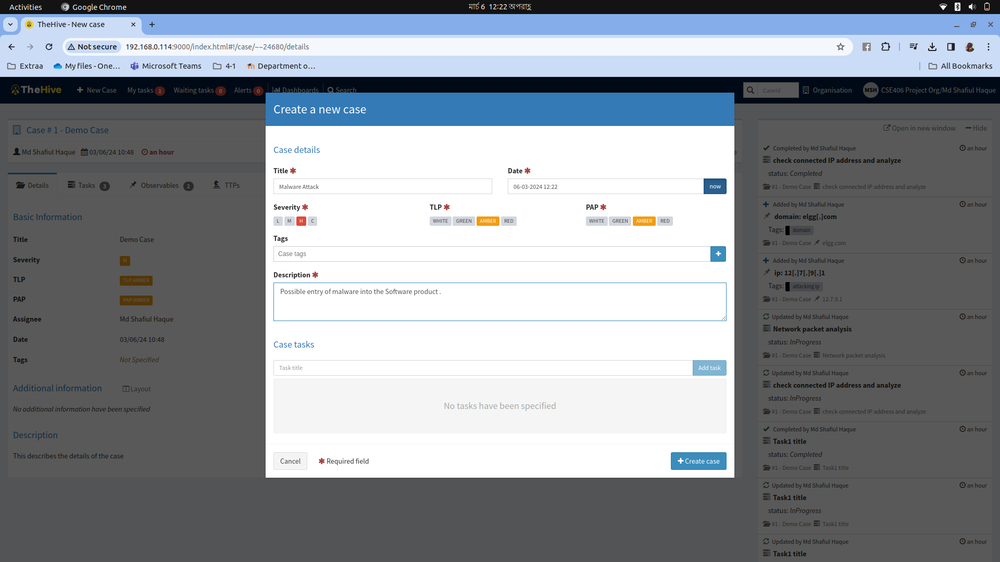 Activities Google Chrome মার্চ 6 12:22 অপরাহ্ণ
TheHive - New case
Not secure 192.168.0.114:9000/index.html#!/case/~~24680/details
Extraa My files - One... Microsoft Teams 4-1 Department o... All Bookmarks
TheHive New Case My tasks 1 Waiting tasks 0 Alerts 0 Dashboards Search CaseId Organisation MSH CSE406 Project Org/Md Shafiul Haque
Case # 1 - Demo Case
Md Shafiul Haque 03/06/24 10:48 an hour
Details Tasks 3 Observables 2 TTPs
Basic Information
Title Demo Case
Severity M
TLP TLP:AMBER
PAP PAP:AMBER
Assignee Md Shafiul Haque
Date 03/06/24 10:48
Tags Not Specified
Additional information Layout
No additional information have been specified
Description
This describes the details of the case
Create a new case
Case details
Title * Date *
Malware Attack 06-03-2024 12:22 now
Severity * TLP * PAP *
L M H C WHITE GREEN AMBER RED WHITE GREEN AMBER RED
Tags
Case tags
Description *
Possible entry of malware into the Software product .
Case tasks
Task title Add task
No tasks have been specified
Cancel * Required field Create case
Open in new window Hide
Completed by Md Shafiul Haque an hour
check connected IP address and analyze
status: Completed
#1 - Demo Case check connected IP address and analyze
Added by Md Shafiul Haque an hour
domain: elgg[.]com
Tags: domain
#1 - Demo Case elgg.com
Added by Md Shafiul Haque an hour
ip: 12[.]7[.]9[.]1
Tags: attacking ip
#1 - Demo Case 12.7.9.1
Updated by Md Shafiul Haque an hour
Network packet analysis
status: InProgress
#1 - Demo Case Network packet analysis
Updated by Md Shafiul Haque an hour
check connected IP address and analyze
status: InProgress
#1 - Demo Case check connected IP address and analyze
Completed by Md Shafiul Haque an hour
Task1 title
status: Completed
#1 - Demo Case Task1 title
Updated by Md Shafiul Haque an hour
Task1 title
status: InProgress
#1 - Demo Case Task1 title
Updated by Md Shafiul Haque an hour
Task1 title